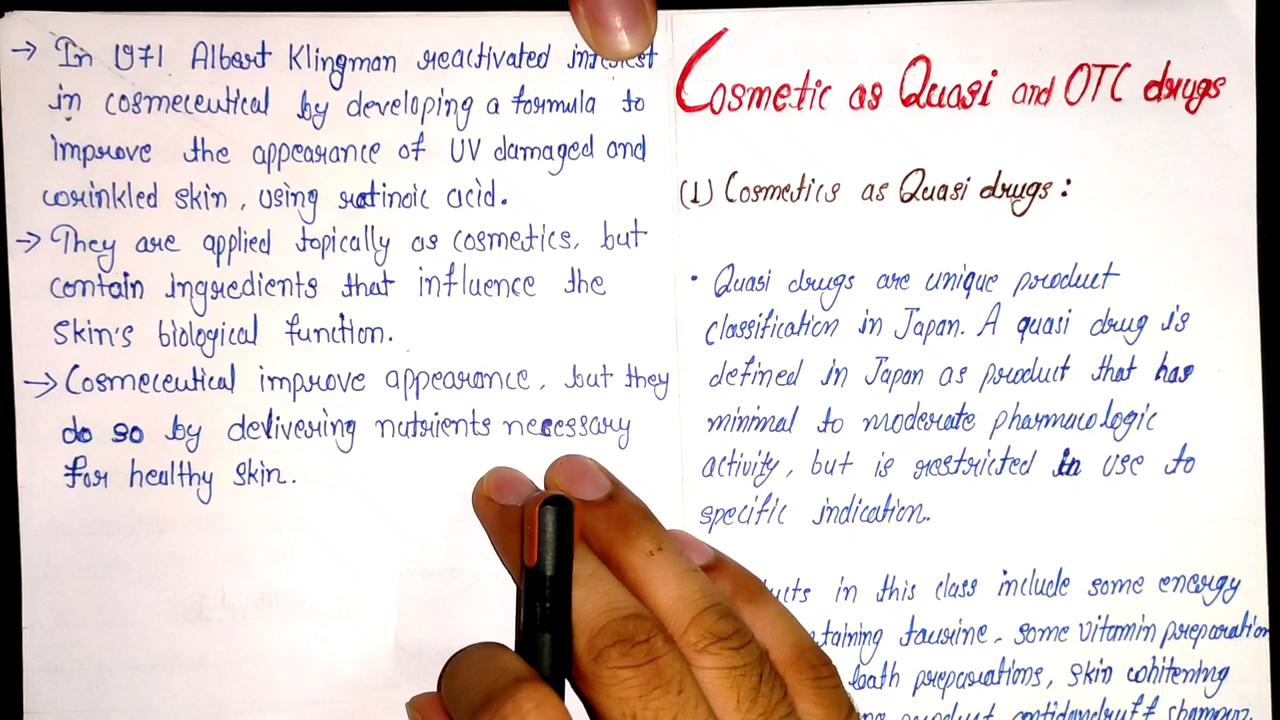 → In 1971 Albert Klingman reactivated interest
in cosmeceutical by developing a formula to
improve the appearance of UV damaged and
wrinkled skin, using retinoic acid.
→ They are applied topically as cosmetics, but
contain ingredients that influence the
skin's biological function.
→ Cosmeceutical improve appearance, but they
do so by delivering nutrients necessary
for healthy skin.
Cosmetic as Quasi and OTC drugs
(1) Cosmetics as Quasi drugs:
• Quasi drugs are unique product
classification in Japan. A quasi drug is
defined in Japan as product that has
minimal to moderate pharmacologic
activity, but is restricted in use to
specific indication.
in this class include some energy
taurine, some vitamin preparation
bath preparations, skin whitening
product, antidandruff shampoo,